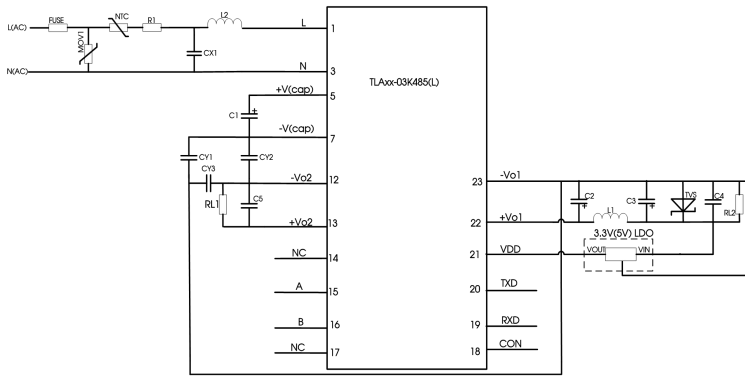 FUSE
NTC
R1
L2
L(AC)
L
1
MOV1
CX1
N
N(AC)
3
TLAxx-03K485(L)
+V(cap)
5
C1
-V(cap)
7
CY1
CY2
CY3
-Vo2
12
23
-Vo1
RL1
C5
C2
C3
TVS
C4
RL2
+Vo2
13
22
+Vo1
L1
3.3V(5V) LDO
NC
14
21
VDD
VOUT
VIN
A
15
20
TXD
B
16
19
RXD
NC
17
18
CON